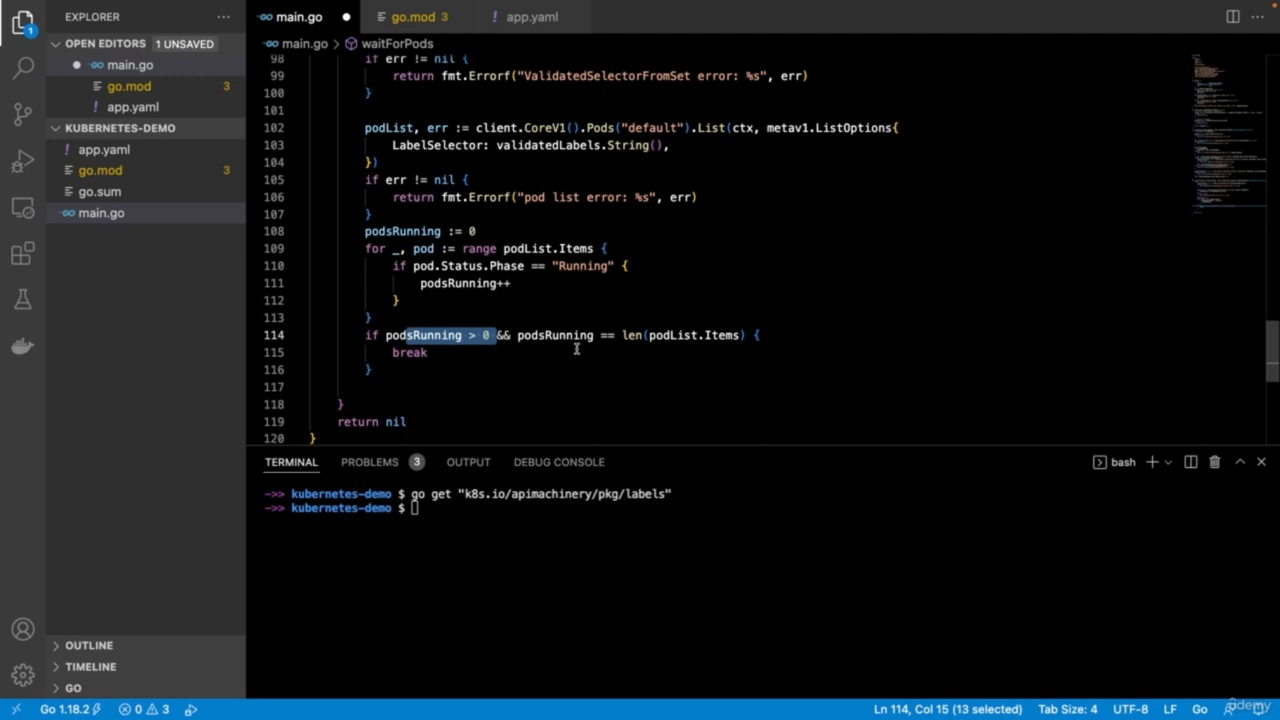 EXPLORER
main.go
go.mod 3
app.yaml
OPEN EDITORS 1 UNSAVED
main.go
go.mod 3
app.yaml
KUBERNETES-DEMO
app.yaml
go.mod 3
go.sum
main.go
OUTLINE
TIMELINE
GO
main.go > waitForPods
98 if err != nil {
99 return fmt.Errorf("ValidatedSelectorFromSet error: %s", err)
100 }
101
102 podList, err := client.CoreV1().Pods("default").List(ctx, metav1.ListOptions{
103 LabelSelector: validatedLabels.String(),
104 })
105 if err != nil {
106 return fmt.Errorf("pod list error: %s", err)
107 }
108 podsRunning := 0
109 for _, pod := range podList.Items {
110 if pod.Status.Phase == "Running" {
111 podsRunning++
112 }
113 }
114 if podsRunning > 0 && podsRunning == len(podList.Items) {
115 break
116 }
117
118 }
119 return nil
120 }
TERMINAL PROBLEMS 3 OUTPUT DEBUG CONSOLE bash
->> kubernetes-demo $ go get "k8s.io/apimachinery/pkg/labels"
->> kubernetes-demo $
1
Go 1.18.2 0 3 Ln 114, Col 15 (13 selected) Tab Size: 4 UTF-8 LF Go
udemy